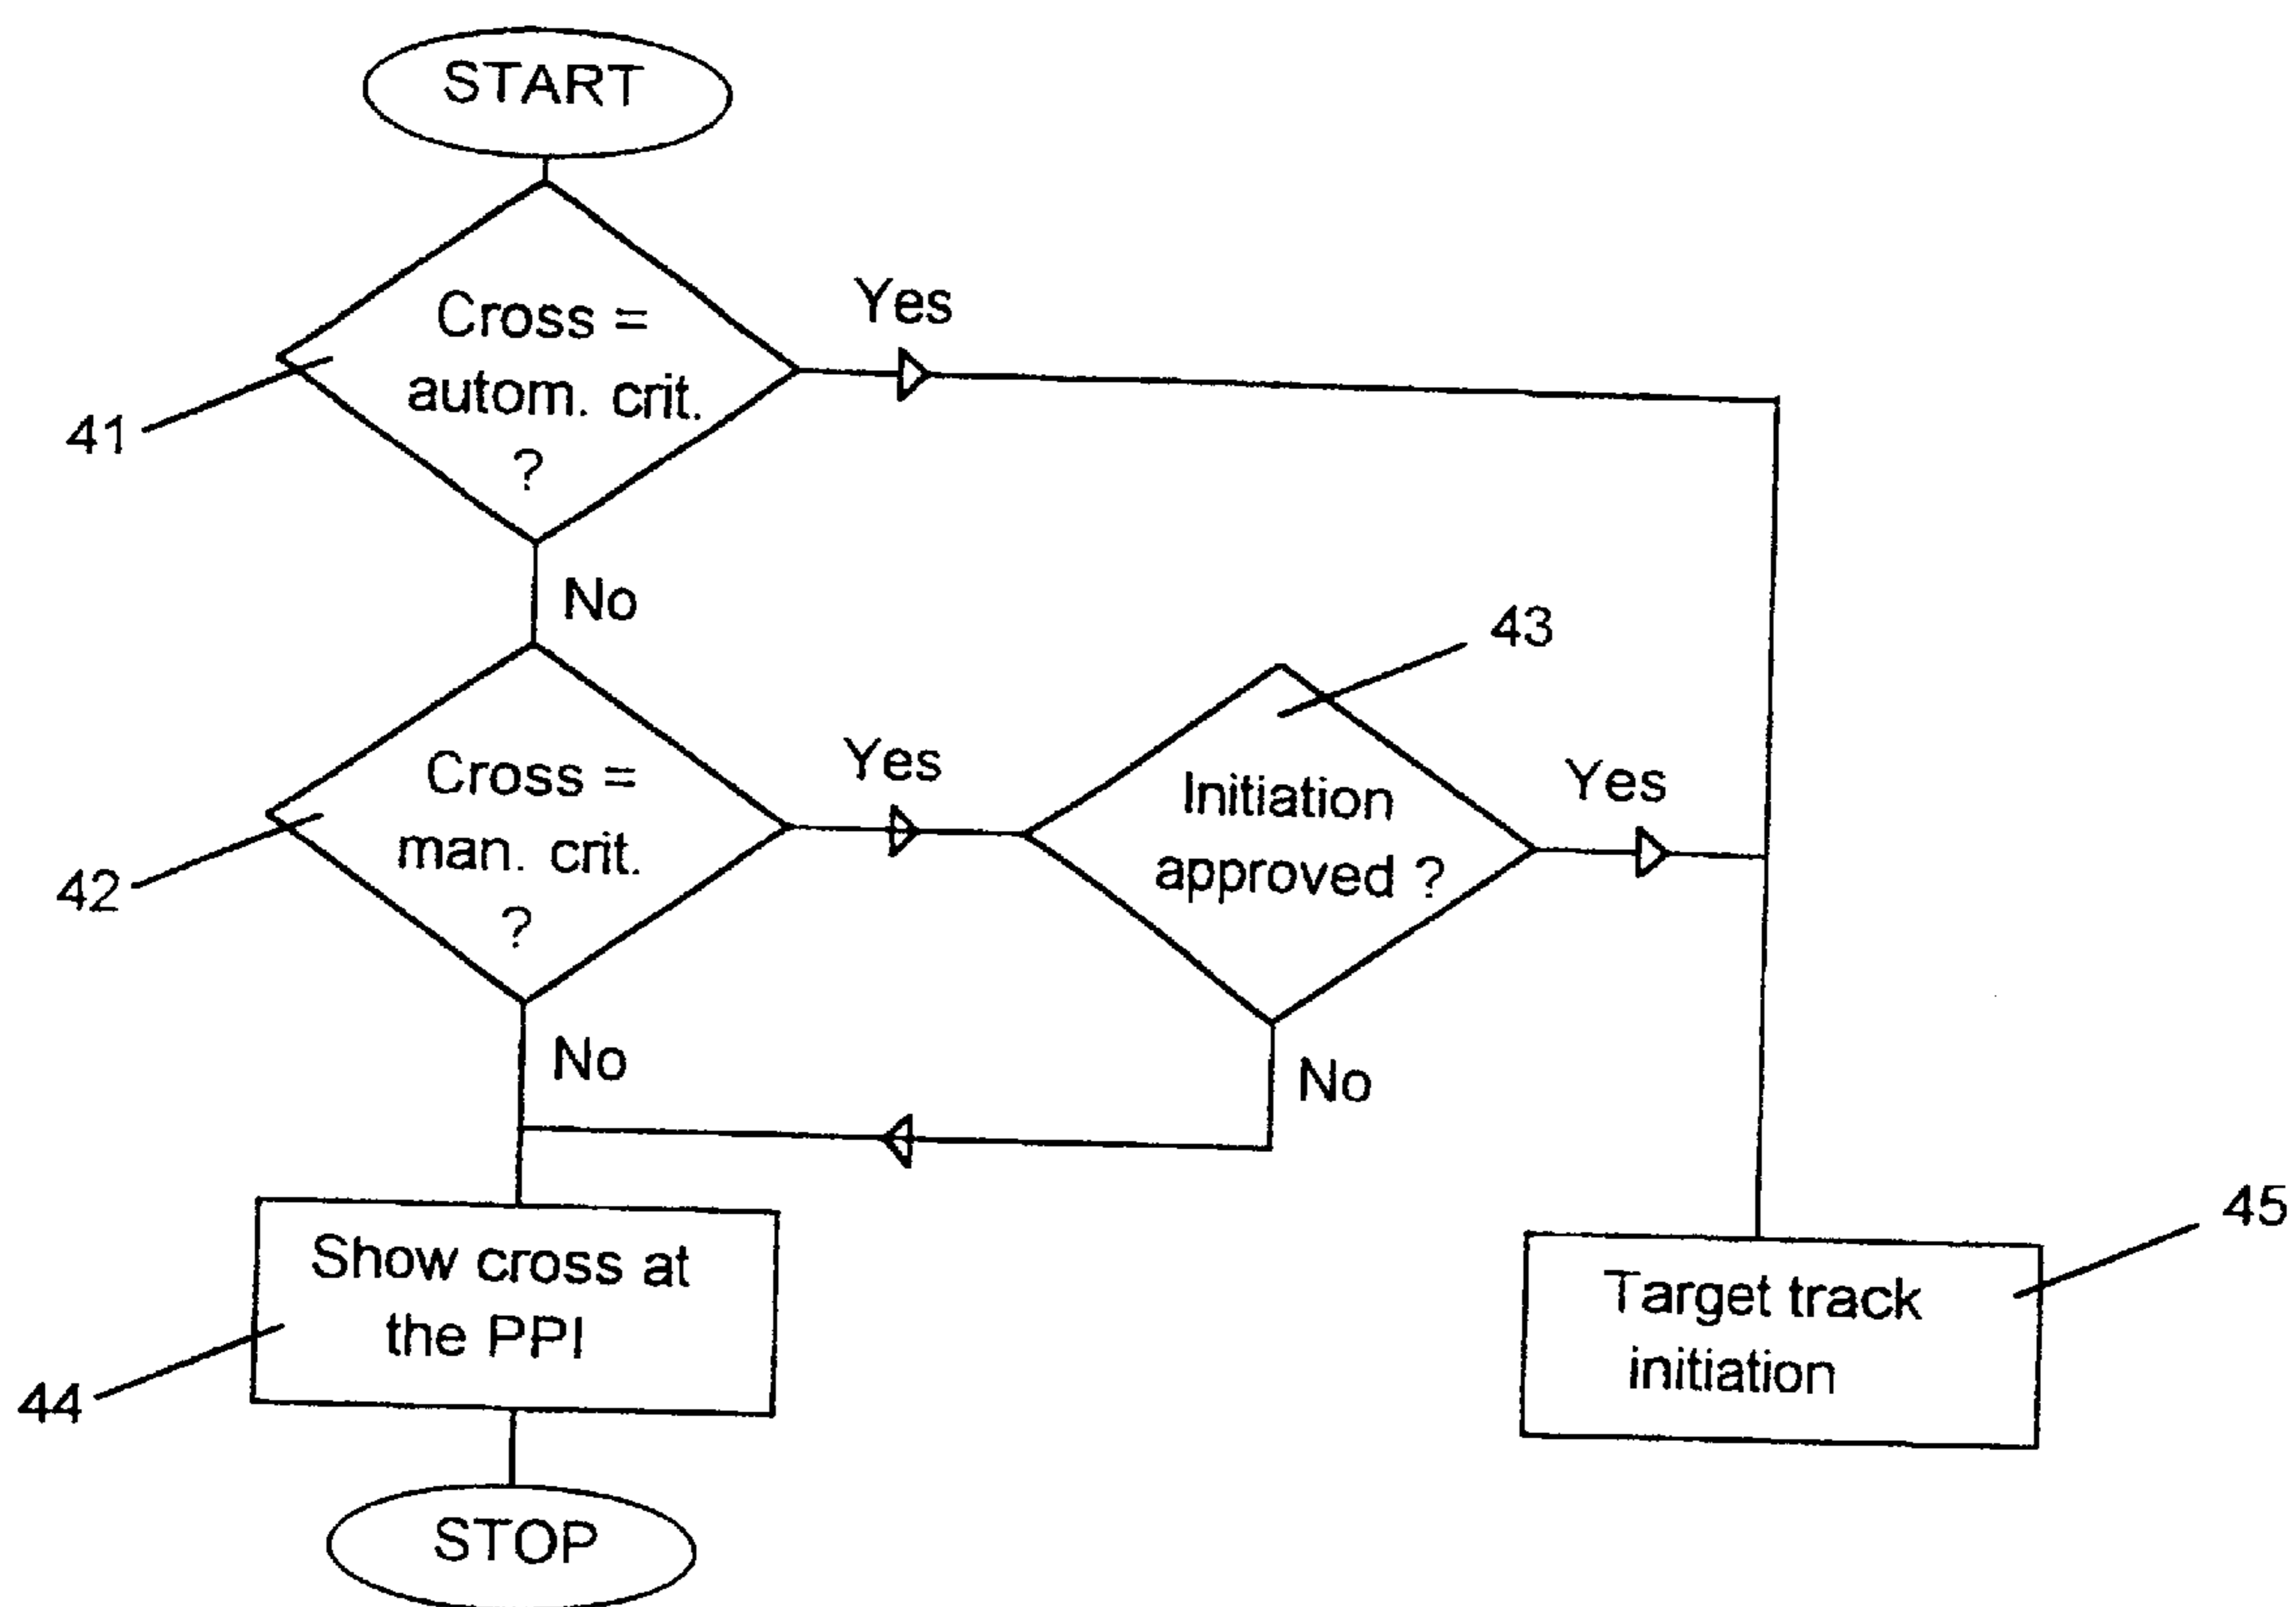 START
Cross =
autom. crit.
?
41
Yes
No
43
Cross =
man. crit.
?
42
Yes
Initiation
approved ?
Yes
No
No
Show cross at
the PPI
44
Target track
initiation
45
STOP